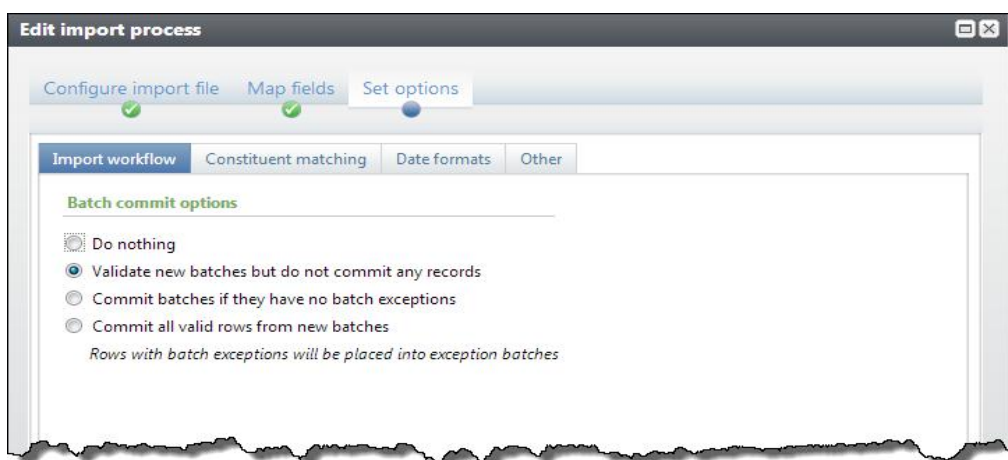 Edit import process
Configure import file Map fields Set options
Import workflow Constituent matching Date formats Other
Batch commit options
Do nothing
Validate new batches but do not commit any records
Commit batches if they have no batch exceptions
Commit all valid rows from new batches
Rows with batch exceptions will be placed into exception batches